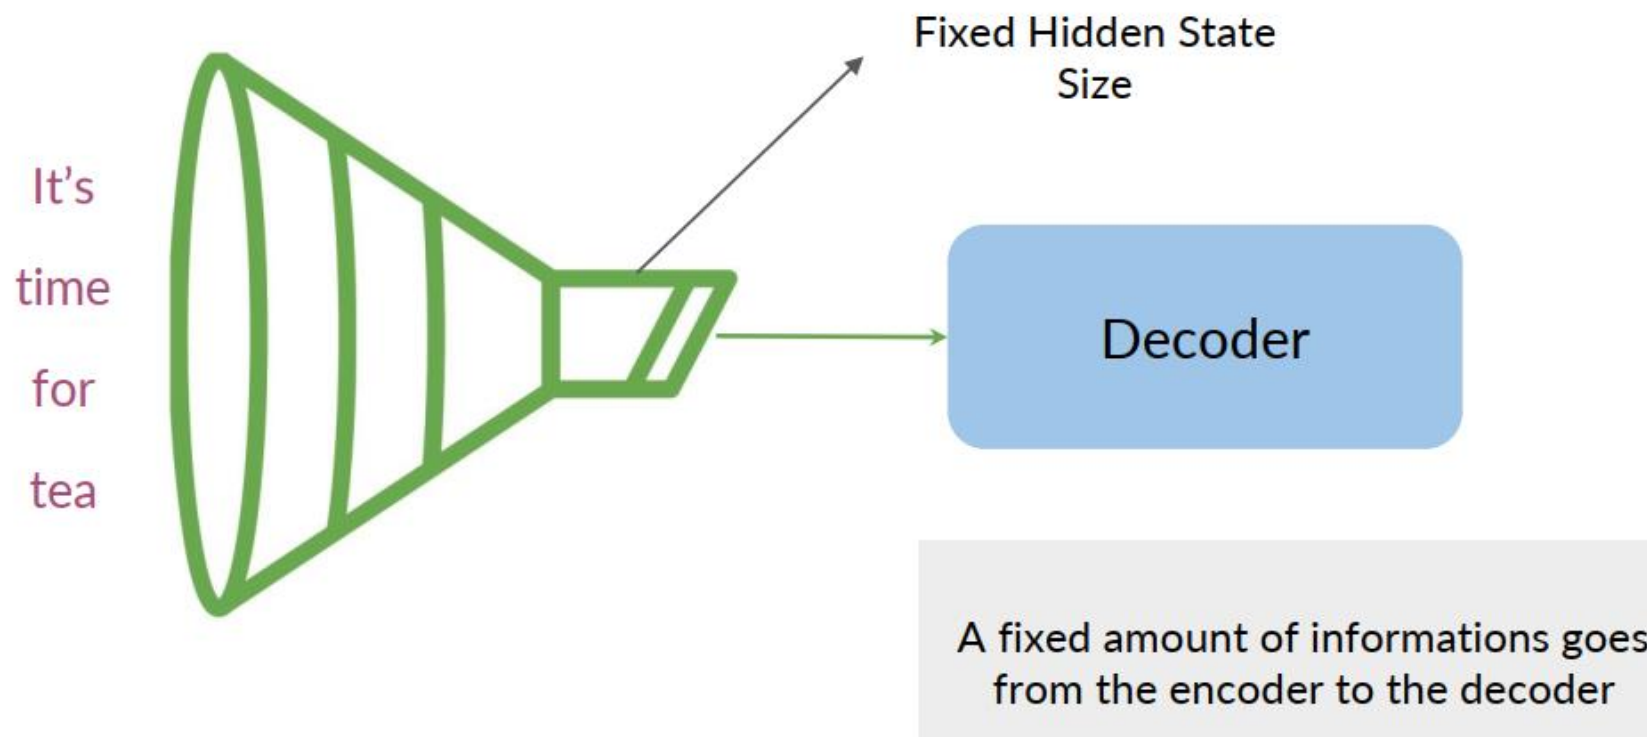 Fixed Hidden State
Size
It’s
time
for
tea
Decoder
A fixed amount of informations goes
from the encoder to the decoder